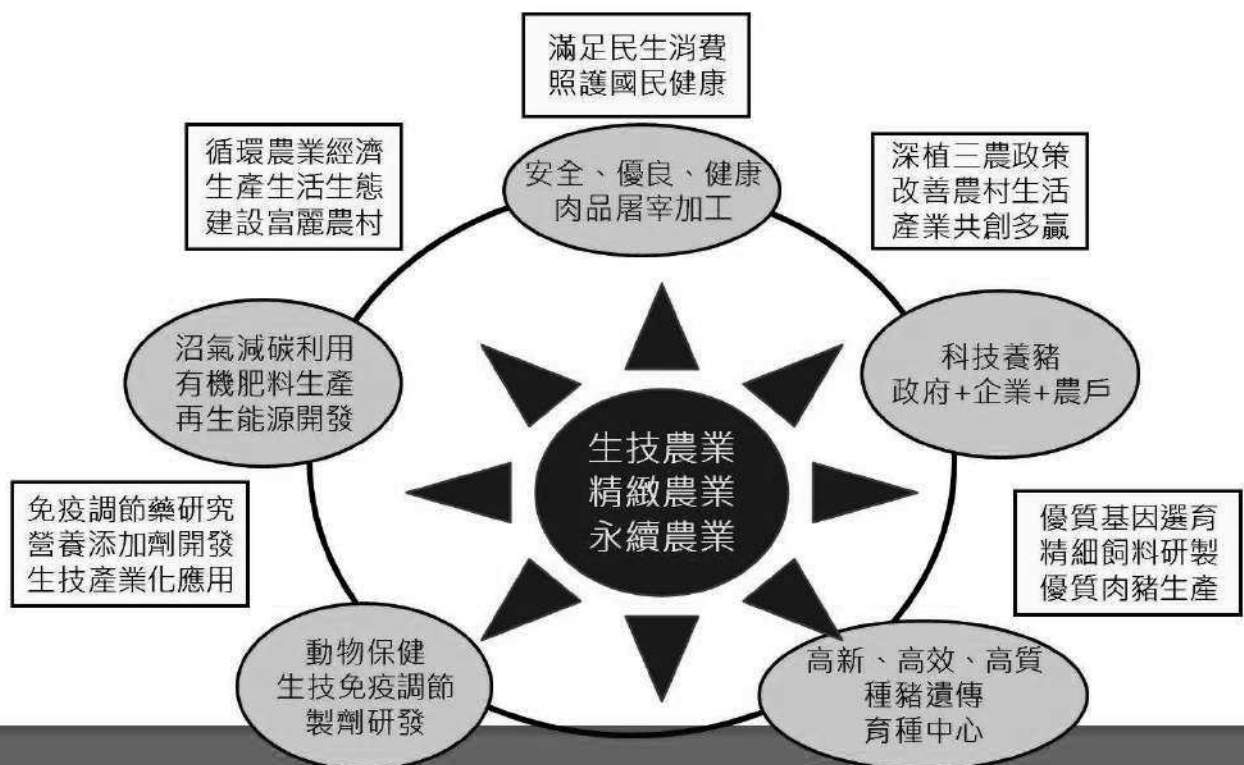 滿足民生消費
照護國民健康
循環農業經濟
生產生活生態
建設富麗農村
安全、優良、健康
肉品屠宰加工
深植三農政策
改善農村生活
產業共創多贏
沼氣減碳利用
有機肥料生產
再生能源開發
科技養豬
政府+企業+農戶
生技農業
精緻農業
永續農業
免疫調節藥研究
營養添加劑開發
生技產業化應用
優質基因選育
精細飼料研製
優質肉豬生產
動物保健
生技免疫調節
製劑研發
高新、高效、高質
種豬遺傳
育種中心